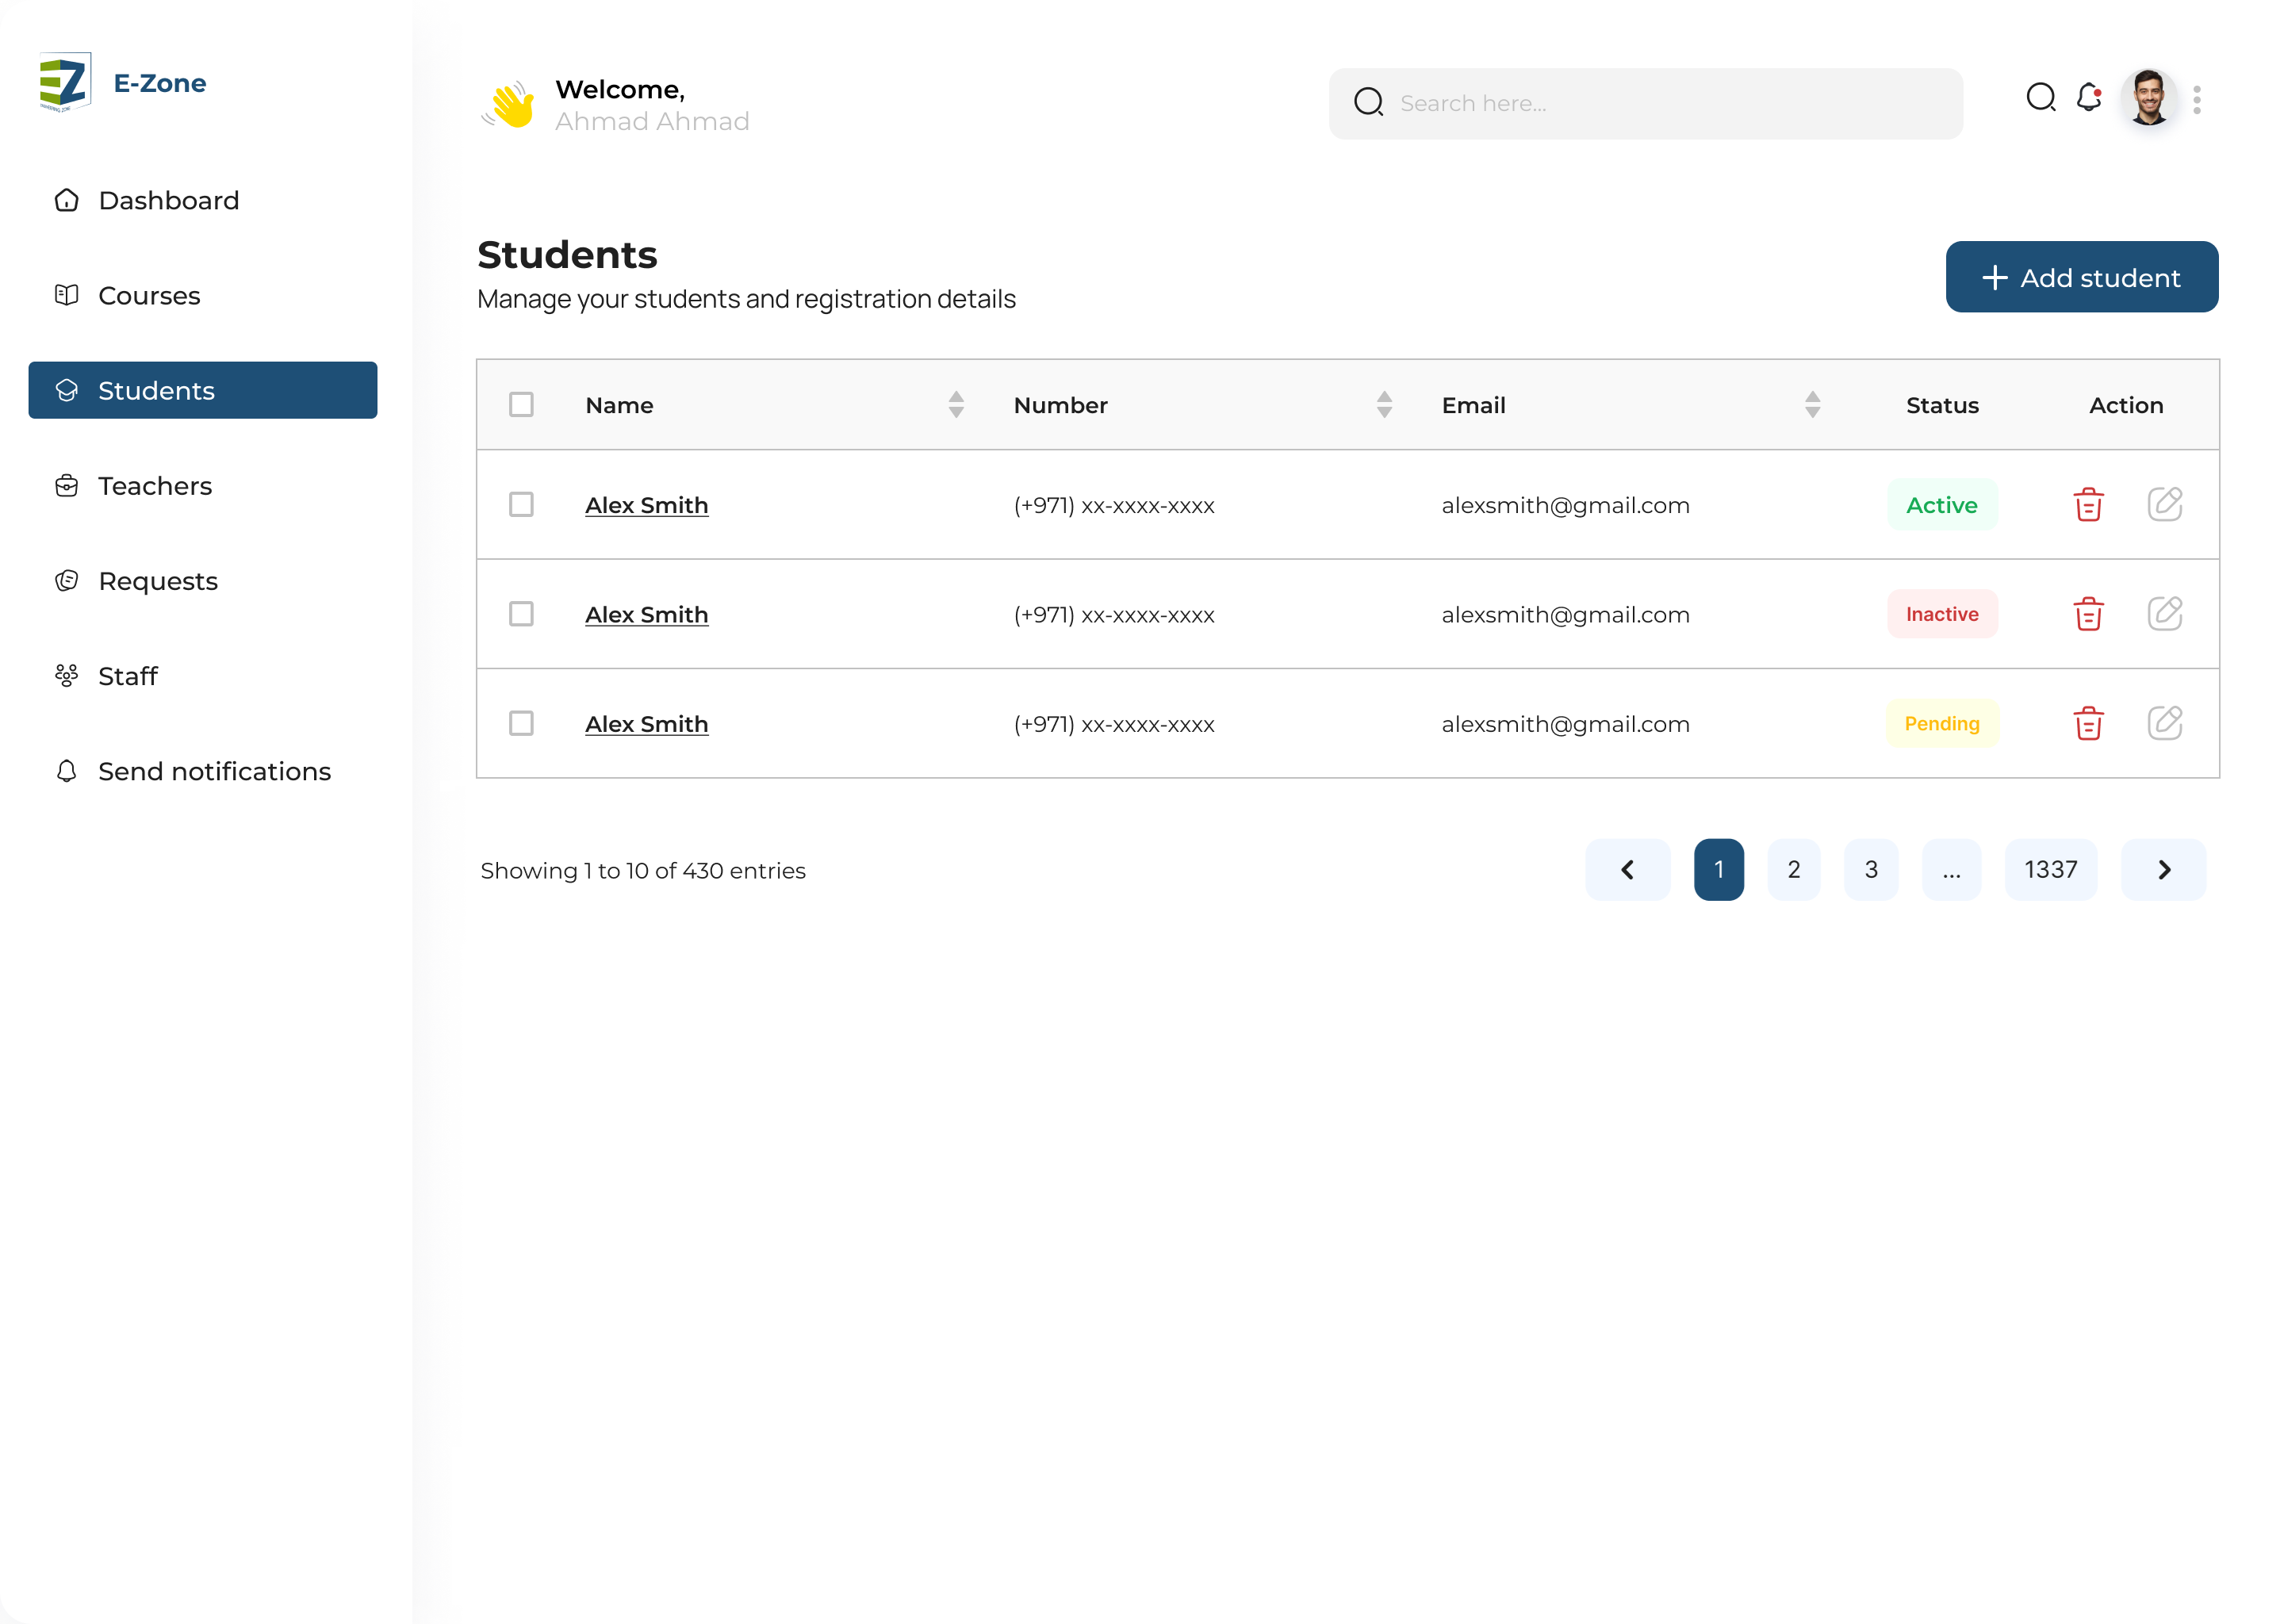 EZ
E-Zone
Dashboard
Courses
Students
Teachers
Requests
Staff
Send notifications
Welcome,
Ahmad Ahmad
Search here...
Students
Manage your students and registration details
Add student
Name Number Email Status Action
Alex Smith (+971) xx-xxxx-xxxx alexsmith@gmail.com Active
Alex Smith (+971) xx-xxxx-xxxx alexsmith@gmail.com Inactive
Alex Smith (+971) xx-xxxx-xxxx alexsmith@gmail.com Pending
Showing 1 to 10 of 430 entries
1 2 3 ... 1337